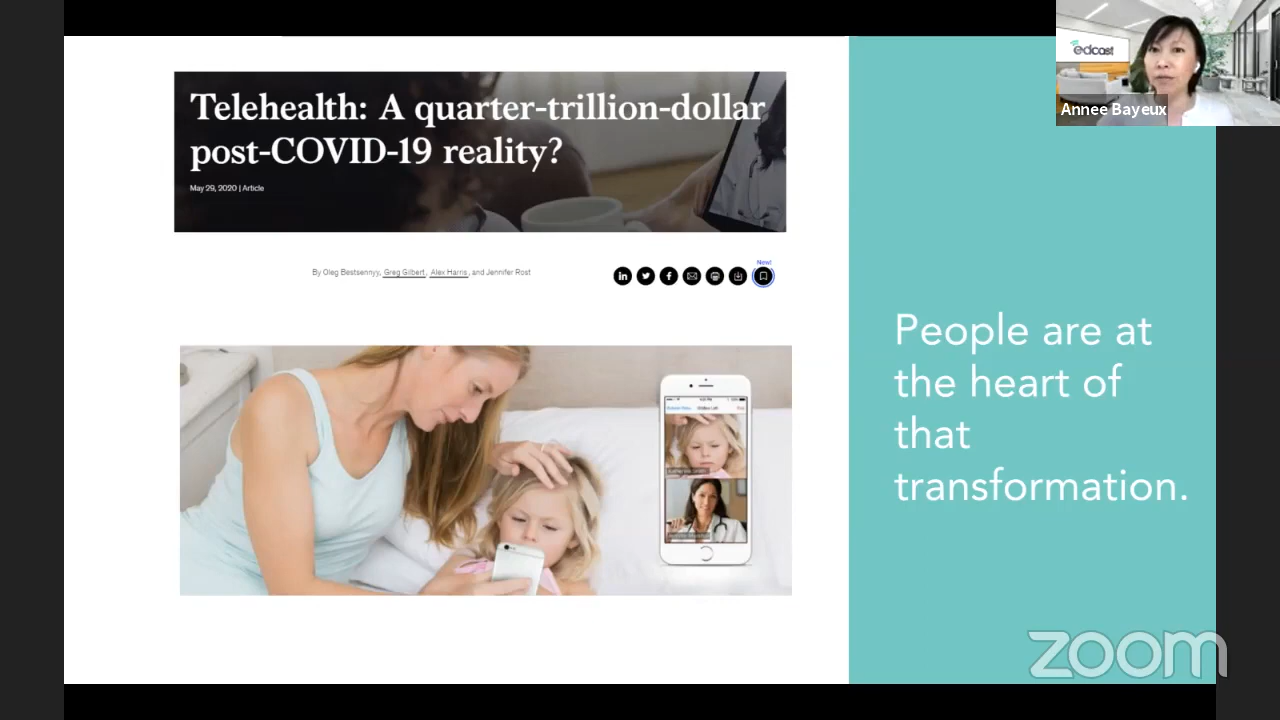 Telehealth: A quarter-trillion-dollar
post-COVID-19 reality?
May 29, 2020 | Article
By Oleg Bestsennyy, Greg Gilbert, Alex Harris, and Jennifer Rost
New!
People are at
the heart of
that
transformation.
edcast
Annee Bayeux
zoom